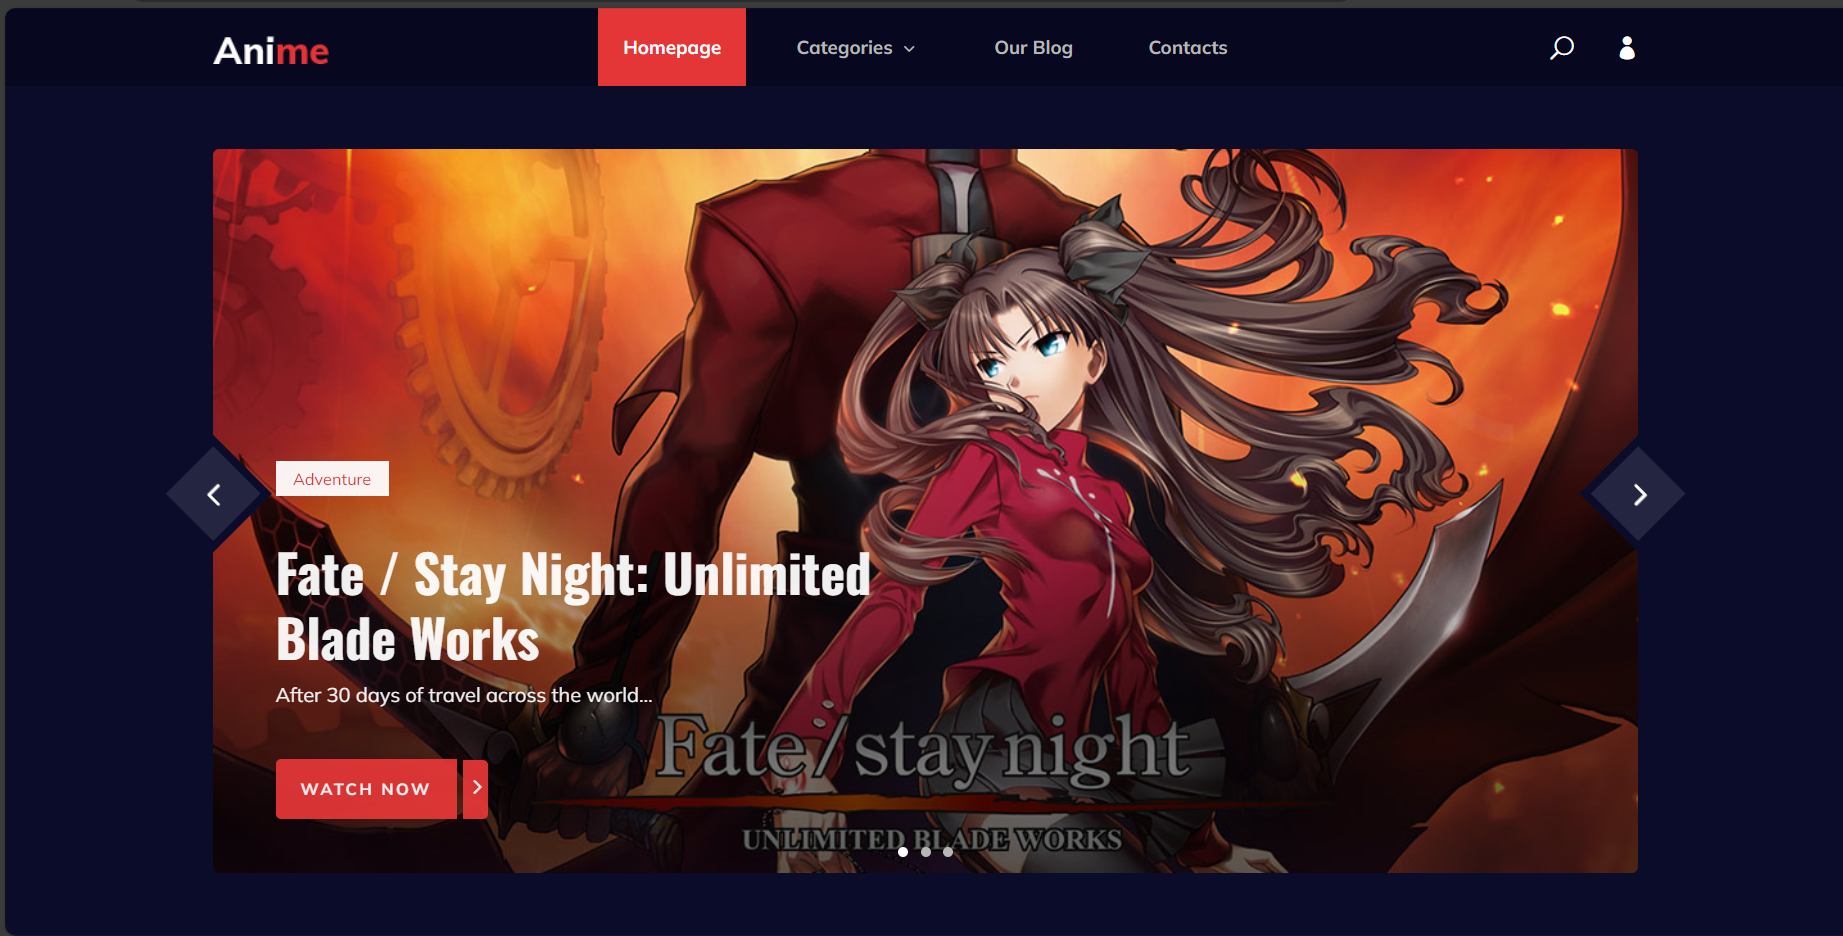 Anime
Homepage
Categories
Our Blog
Contacts
Adventure
Fate / Stay Night: Unlimited
Blade Works
After 30 days of travel across the world...
WATCH NOW
Fate/stay night
UNLIMITED BLADE WORKS